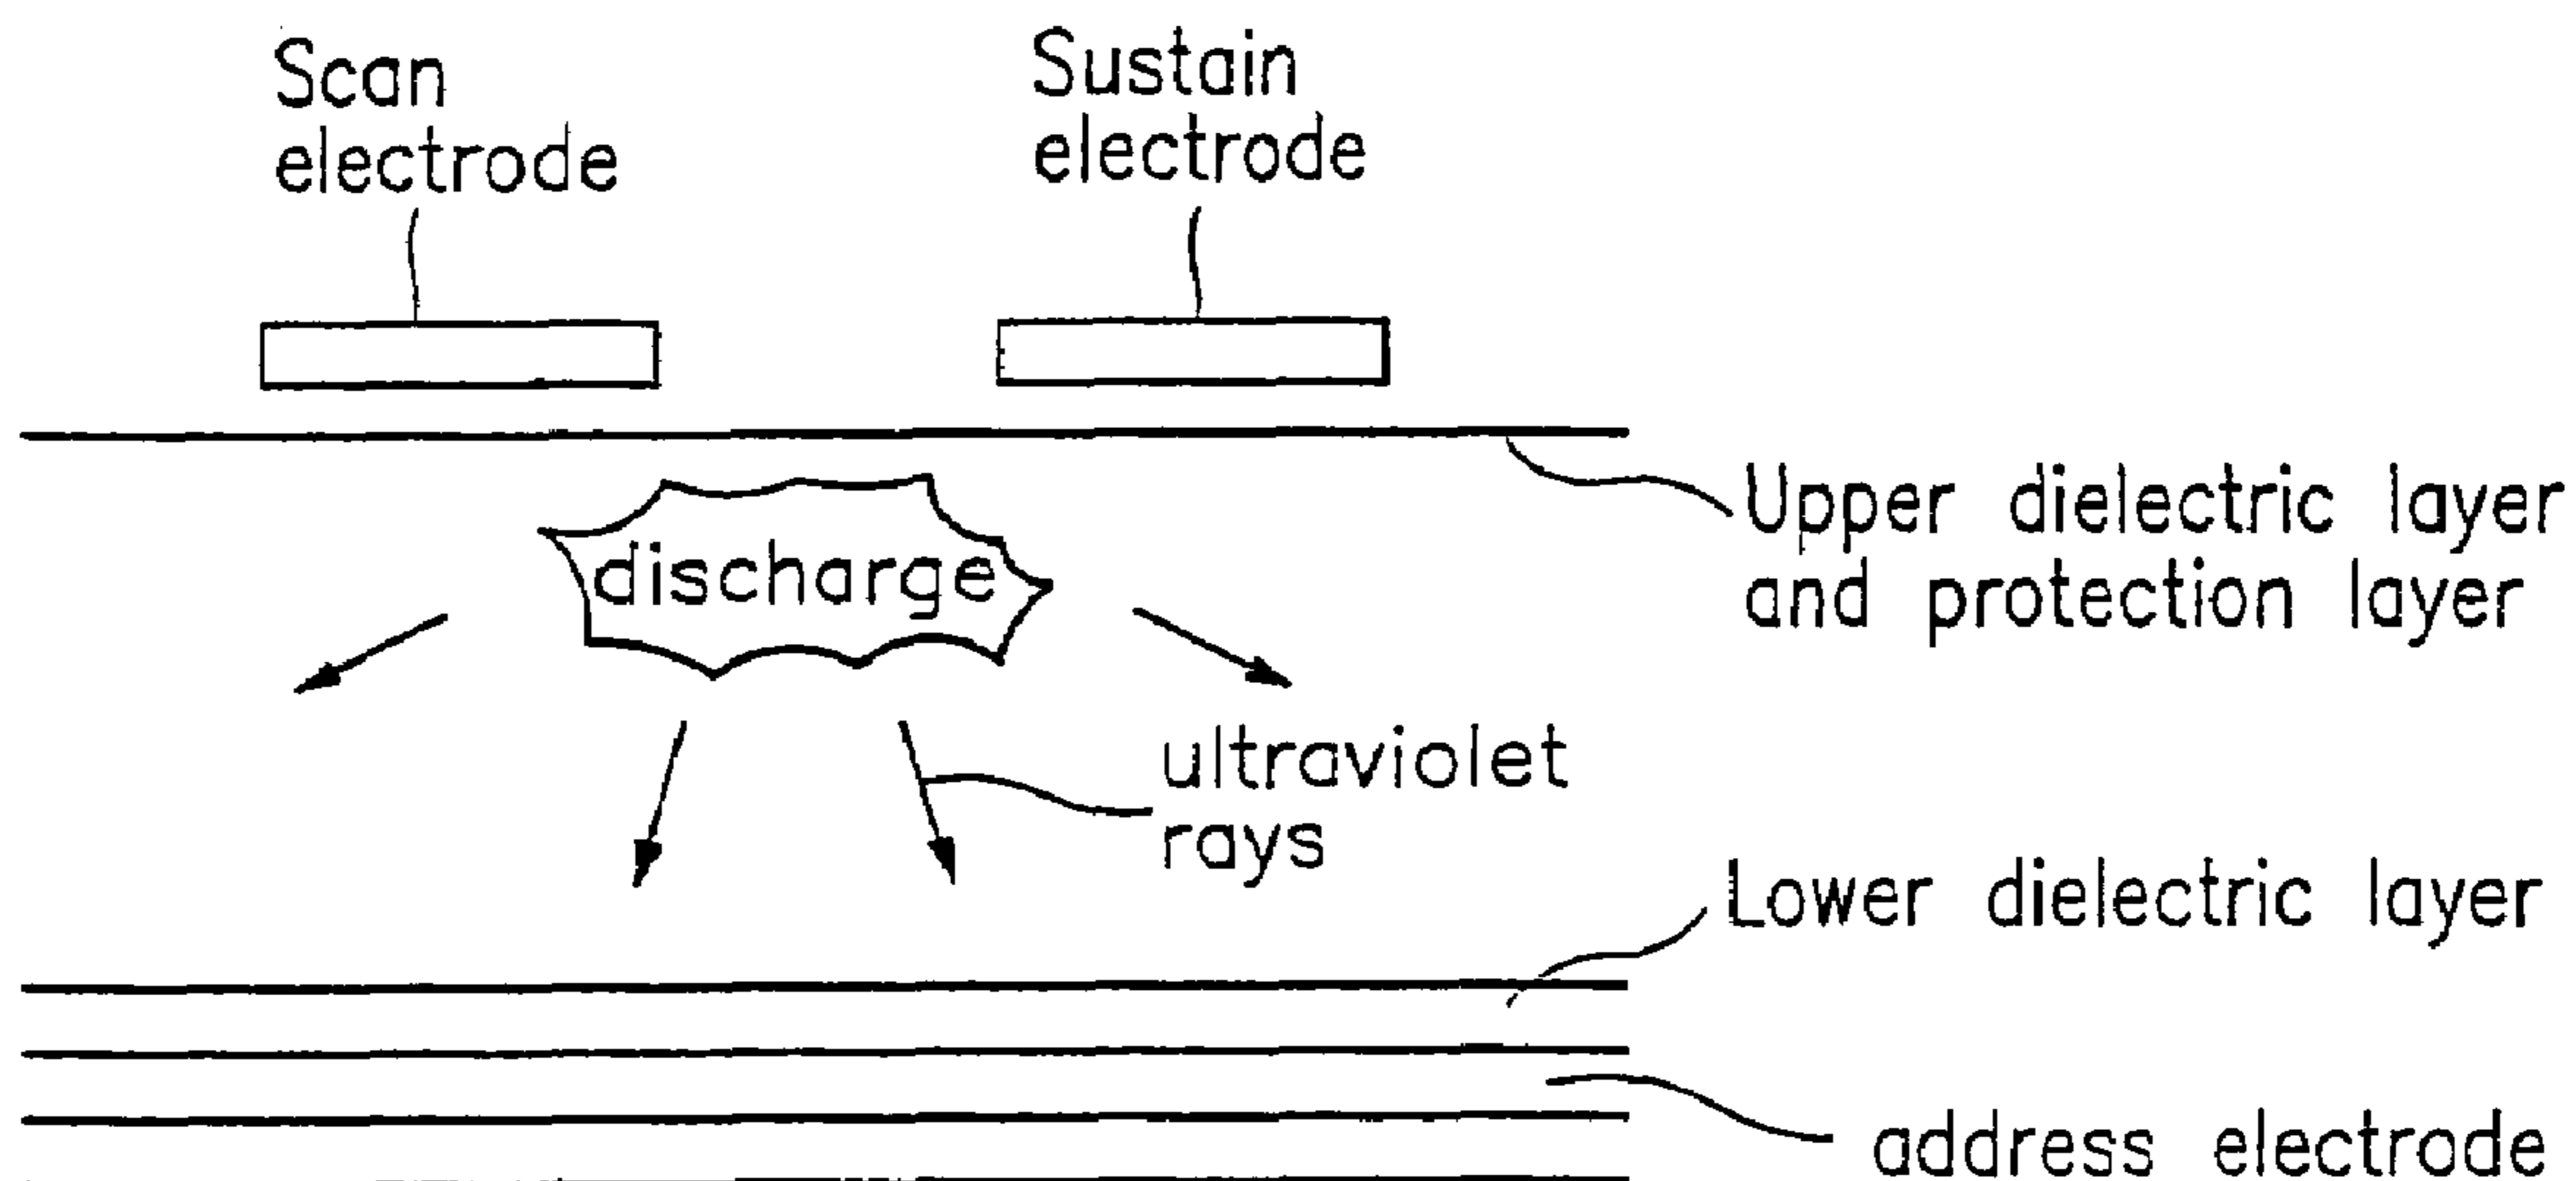 Scan
electrode
Sustain
electrode
Upper dielectric layer
and protection layer
discharge
ultraviolet
rays
Lower dielectric layer
address electrode